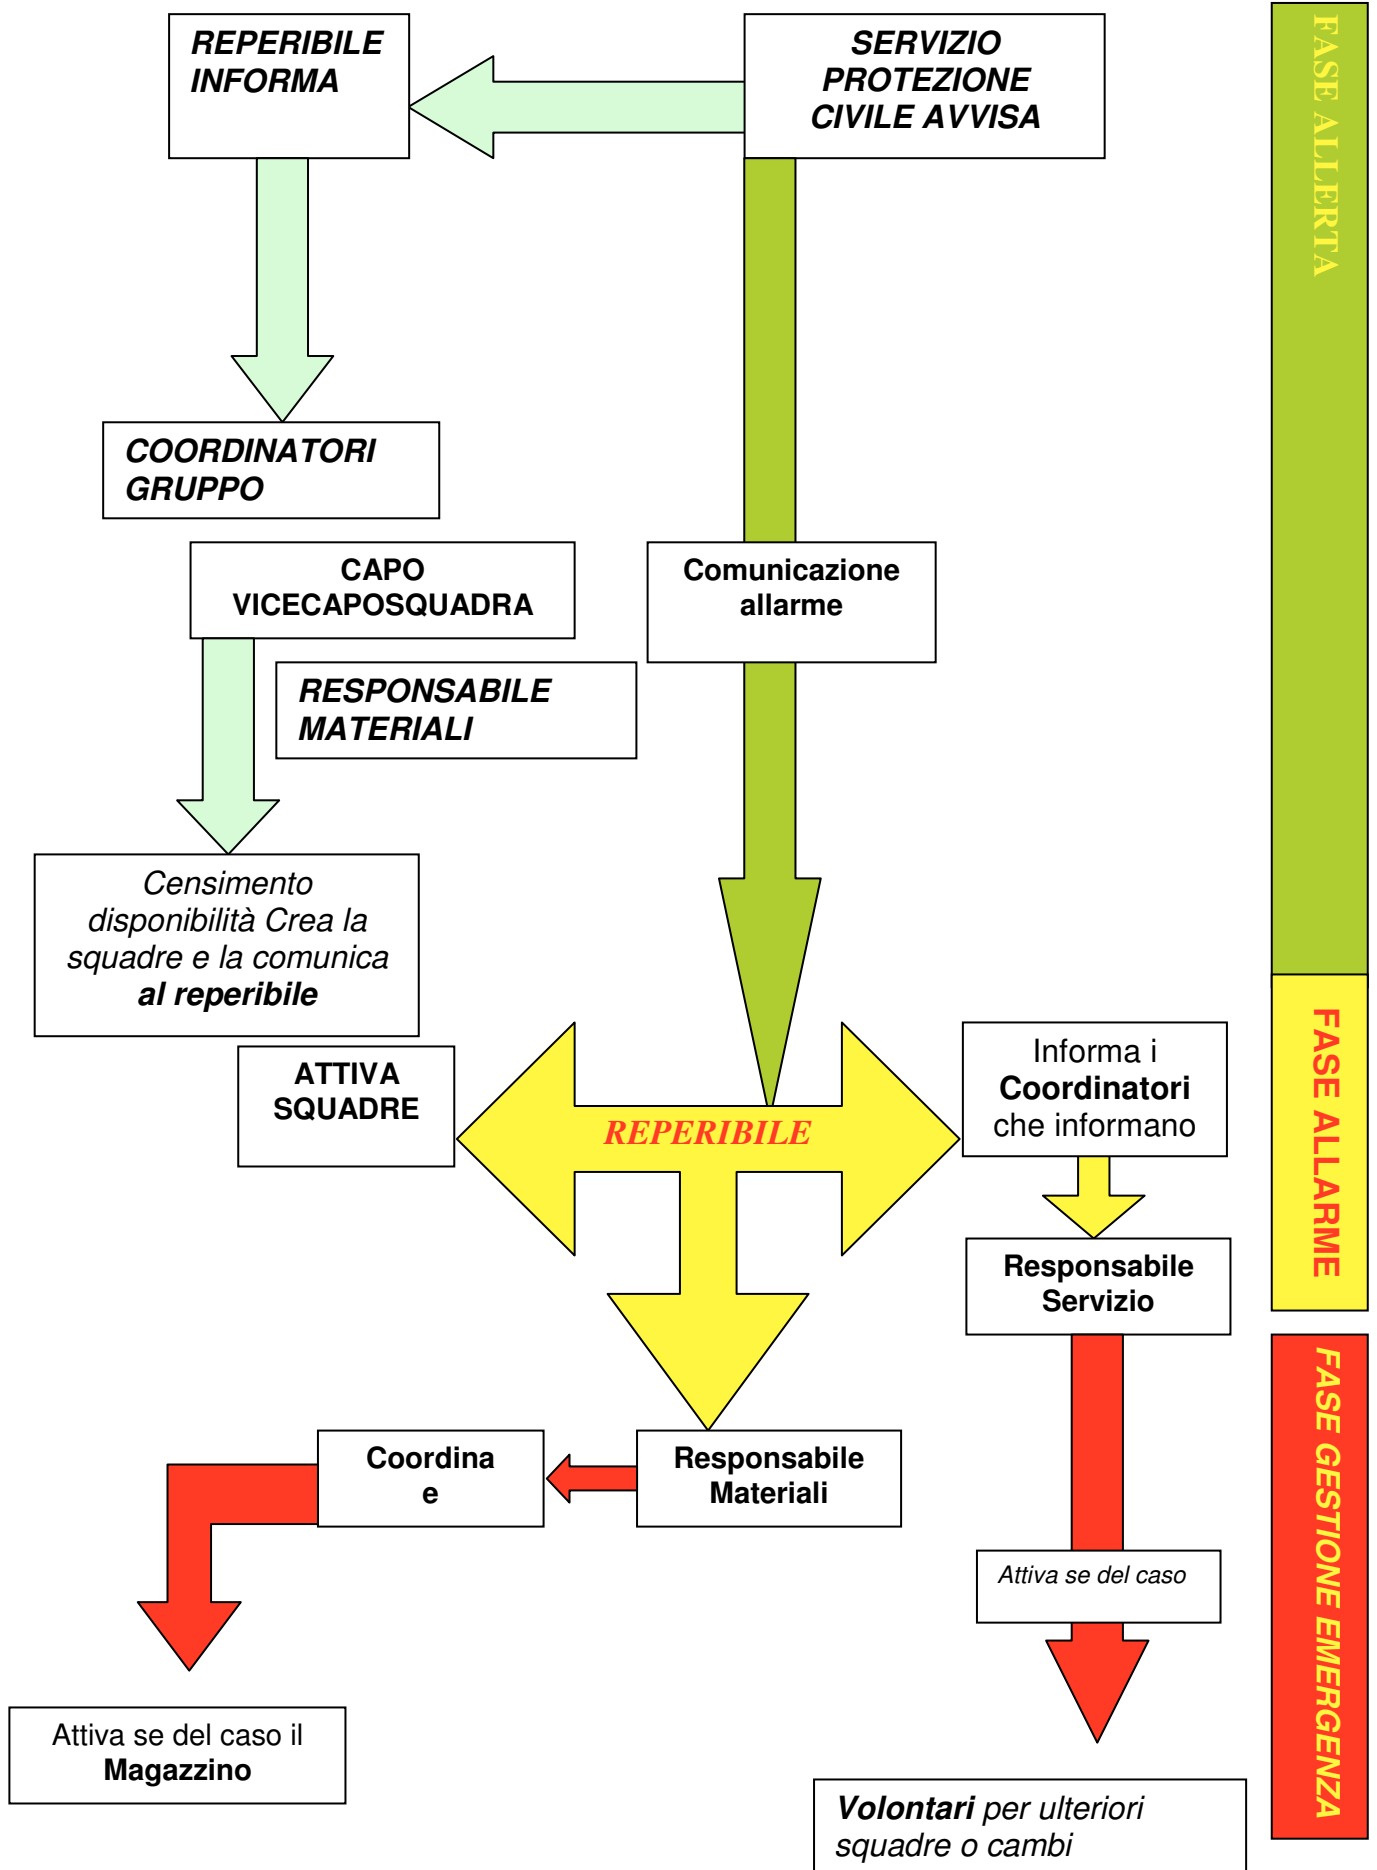 REPERIBILE
INFORMA
SERVIZIO
PROTEZIONE
CIVILE AVVISA
FASE ALLERTA
COORDINATORI
GRUPPO
CAPO
VICECAPOSQUADRA
Comunicazione
allarme
RESPONSABILE
MATERIALI
Censimento
disponibilità Crea la
squadre e la comunica
al reperibile
ATTIVA
SQUADRE
REPERIBILE
Informa i
Coordinatori
che informano
FASE ALLARME
Responsabile
Servizio
Coordina
e
Responsabile
Materiali
FASE GESTIONE EMERGENZA
Attiva se del caso
Attiva se del caso il
Magazzino
Volontari per ulteriori
squadre o cambi